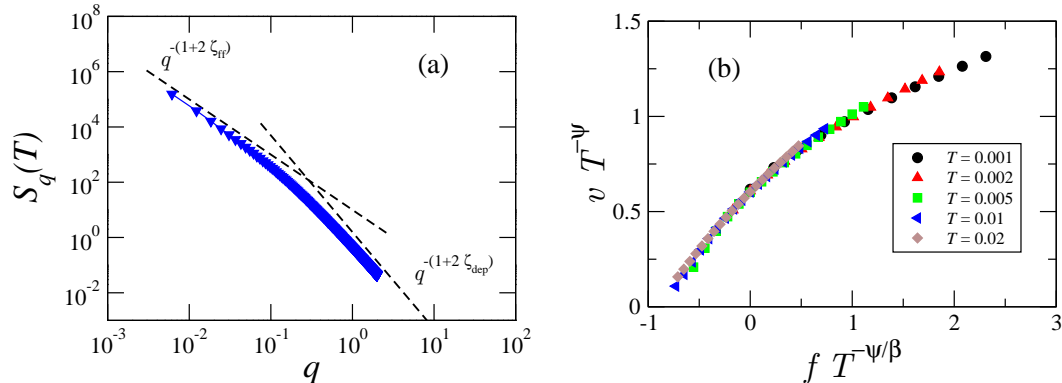 (a)
S_q(T)
10^8
10^6
10^4
10^2
10^0
10^-2
q^-(1+2 ζ_ff)
q^-(1+2 ζ_dep)
10^-3 10^-2 10^-1 10^0 10^1 10^2
q
(b)
v T^-ψ
1.5
1
0.5
0
T = 0.001
T = 0.002
T = 0.005
T = 0.01
T = 0.02
-1 0 1 2 3
f T^-ψ/β